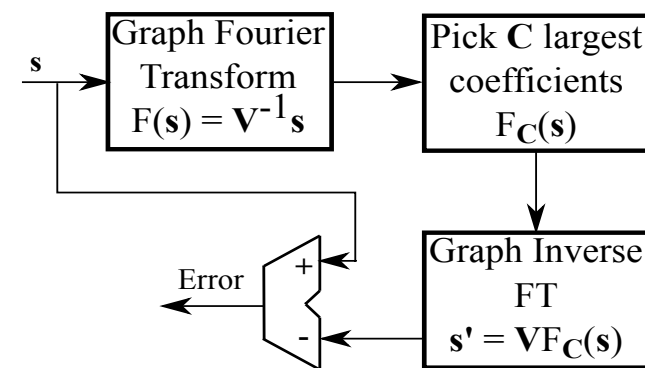 s
Graph Fourier
Transform
F(s) = V⁻¹s
Pick C largest
coefficients
F_C(s)
Graph Inverse
FT
s' = VF_C(s)
+
-
Error